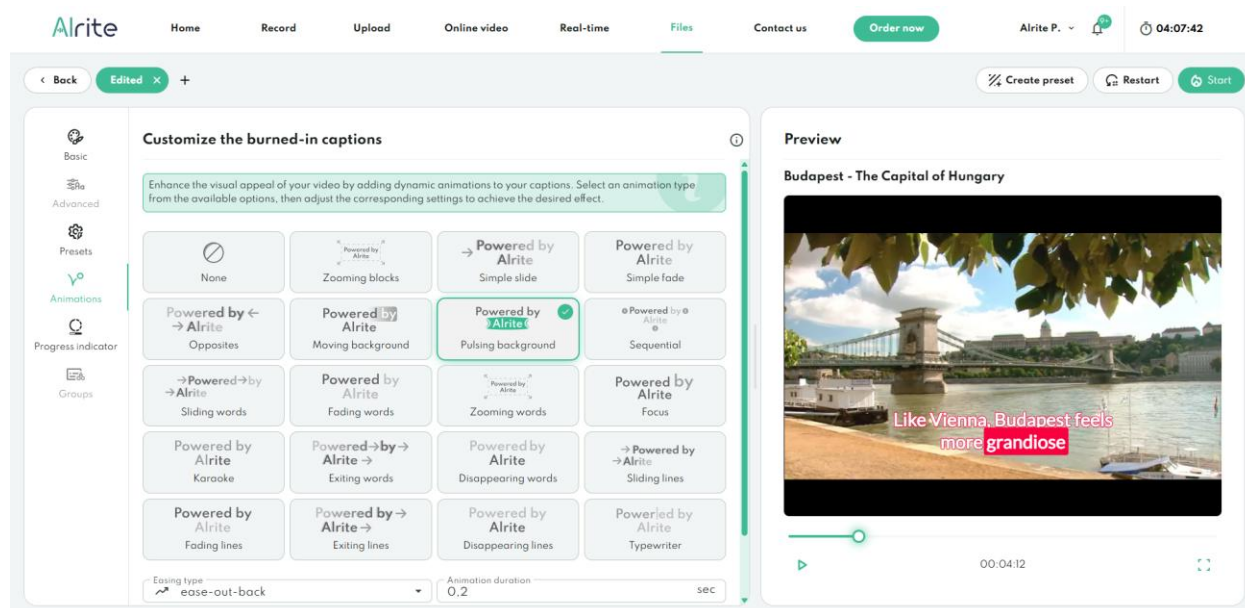 Alrite
Home Record Upload Online video Real-time Files Contact us Order now Alrite P. 9+ 04:07:42
Back Edited × + Create preset Restart Start
Basic
Advanced
Presets
Animations
Progress indicator
Groups
Customize the burned-in captions
Enhance the visual appeal of your video by adding dynamic animations to your captions. Select an animation type
from the available options, then adjust the corresponding settings to achieve the desired effect.
None
Powered by
Alrite
Zooming blocks
→ Powered by
Alrite
Simple slide
Powered by
Alrite
Simple fade
Powered by ←
→ Alrite
Opposites
Powered by
Alrite
Moving background
Powered by
Alrite
Pulsing background
Powered by
Alrite
Sequential
→Powered→by
→Alrite
Sliding words
Powered by
Alrite
Fading words
Powered by
Alrite
Zooming words
Powered by
Alrite
Focus
Powered by
Alrite
Karaoke
Powered→by→
Alrite →
Exiting words
Powered by
Alrite
Disappearing words
→ Powered by
→Alrite
Sliding lines
Powered by
Alrite
Fading lines
Powered by →
Alrite →
Exiting lines
Powered by
Alrite
Disappearing lines
Powered by
Alrite
Typewriter
Easing type
ease-out-back
Animation duration
0.2 sec
Preview
Budapest - The Capital of Hungary
Like Vienna, Budapest feels
more grandiose
00:04:12